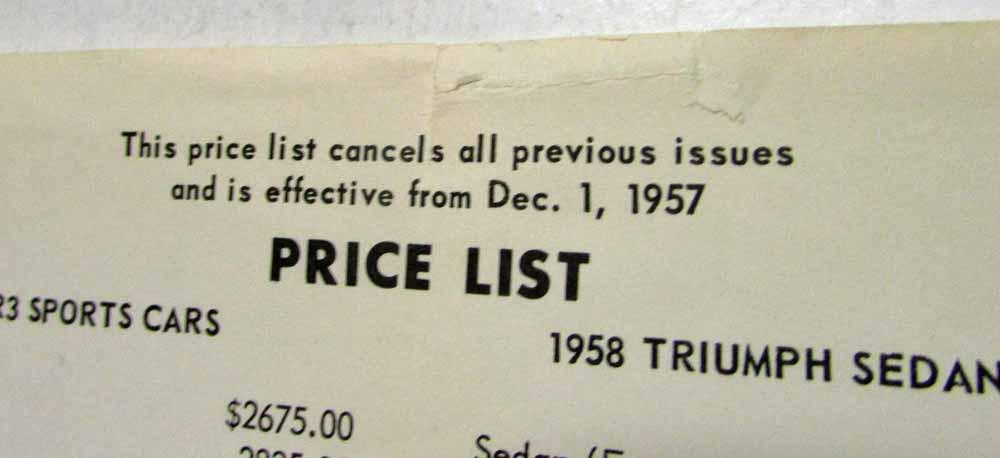 This price list cancels all previous issues
and is effective from Dec. 1, 1957
PRICE LIST
SPORTS CARS
1958 TRIUMPH SEDAN
$2675.00